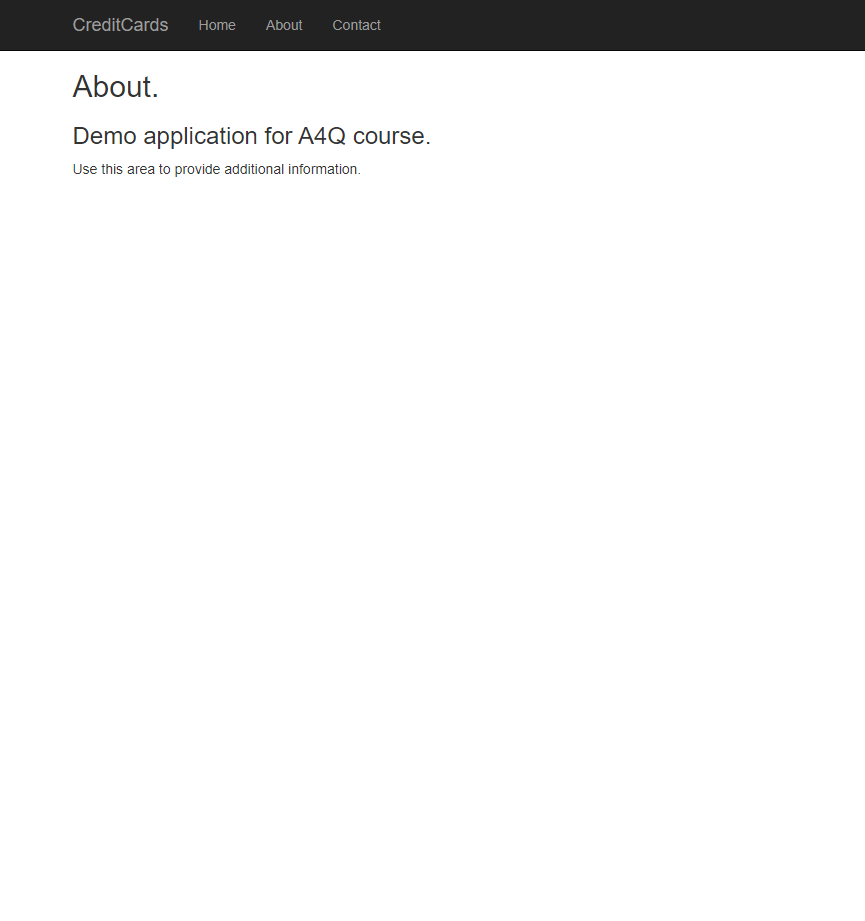 CreditCards Home About Contact
About.
Demo application for A4Q course.
Use this area to provide additional information.